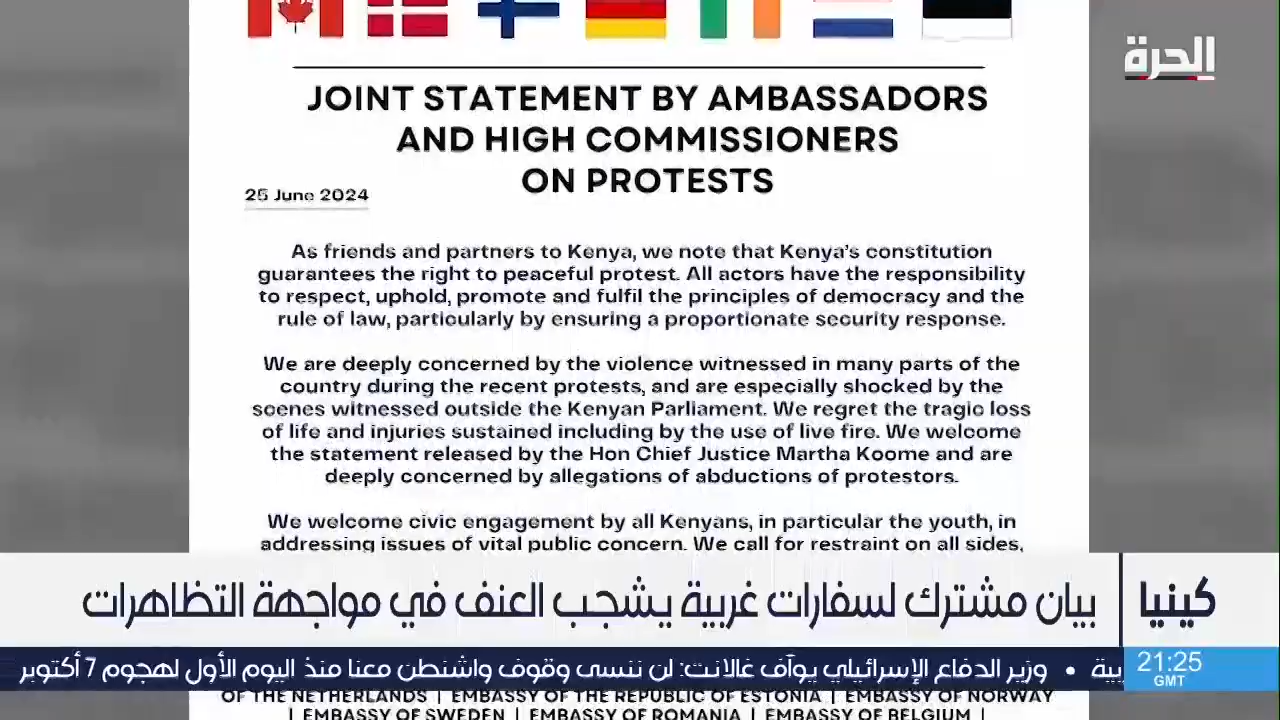 الحرة
JOINT STATEMENT BY AMBASSADORS
AND HIGH COMMISSIONERS
ON PROTESTS
25 June 2024
As friends and partners to Kenya, we note that Kenya's constitution
guarantees the right to peaceful protest. All actors have the responsibility
to respect, uphold, promote and fulfil the principles of democracy and the
rule of law, particularly by ensuring a proportionate security response.
We are deeply concerned by the violence witnessed in many parts of the
country during the recent protests, and are especially shocked by the
scenes witnessed outside the Kenyan Parliament. We regret the tragic loss
of life and injuries sustained including by the use of live fire. We welcome
the statement released by the Hon Chief Justice Martha Koome and are
deeply concerned by allegations of abductions of protestors.
We welcome civic engagement by all Kenyans, in particular the youth, in
addressing issues of vital public concern. We call for restraint on all sides,
كينيا
بيان مشترك لسفارات غربية يشجب العنف في مواجهة التظاهرات
21:25
GMT
بية • وزير الدفاع الإسرائيلي يوآف غالانت: لن ننسى وقوف واشنطن معنا منذ اليوم الأول لهجوم 7 أكتوبر
OF THE NETHERLANDS | EMBASSY OF THE REPUBLIC OF ESTONIA | EMBASSY OF NORWAY
| EMBASSY OF SWEDEN | EMBASSY OF ROMANIA | EMBASSY OF BELGIUM |